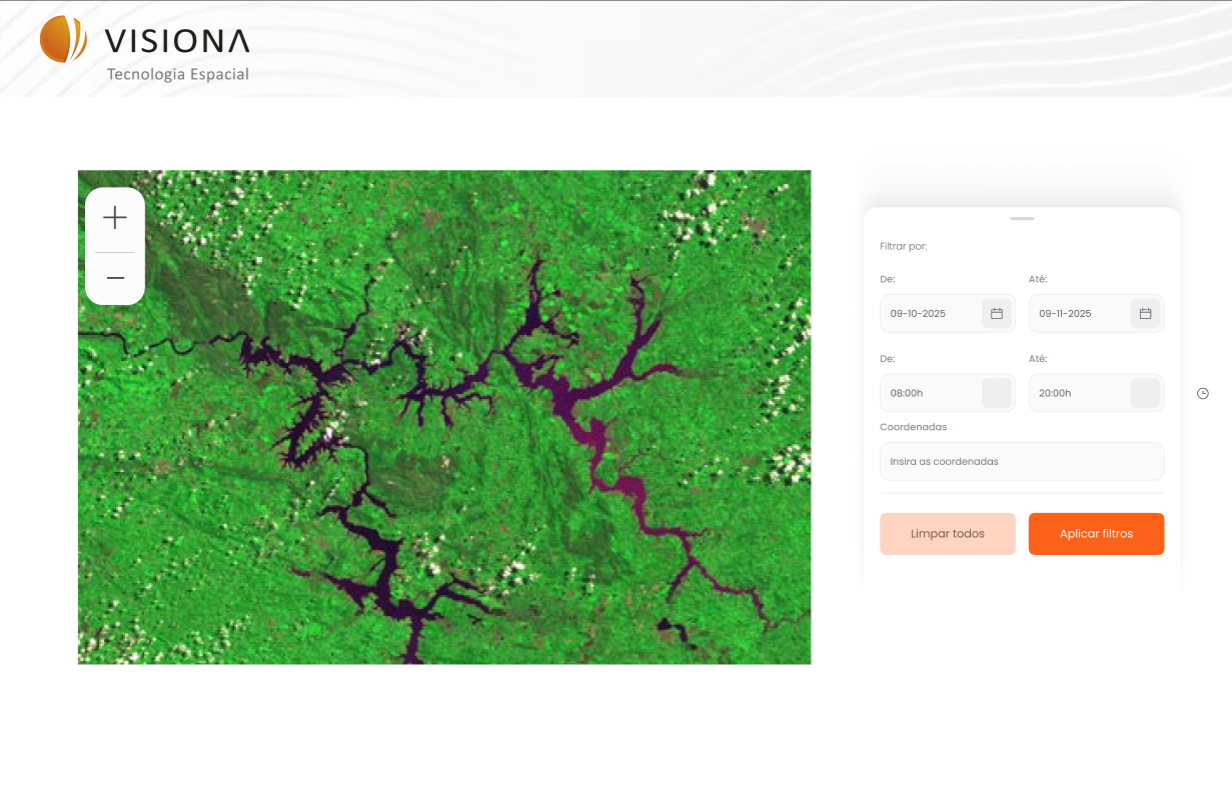 VISIONA
Tecnologia Espacial
Filtrar por:
De:
Até:
09-10-2025
09-11-2025
De:
Até:
08:00h
20:00h
Coordenadas
Insira as coordenadas
Limpar todos
Aplicar filtros